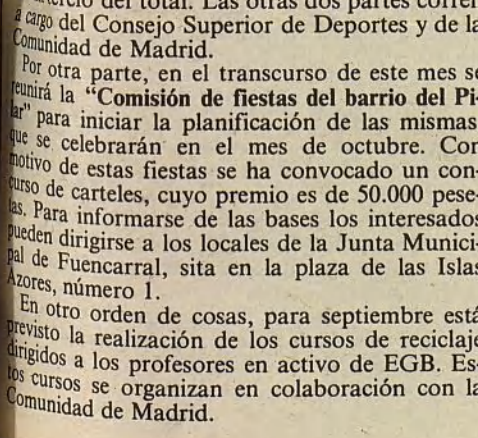 tercio del total. Las otras dos partes corren
a cargo del Consejo Superior de Deportes y de la
Comunidad de Madrid.
Por otra parte, en el transcurso de este mes se
reunirá la "Comisión de fiestas del barrio del Pi-
lar" para iniciar la planificación de las mismas
que se celebrarán en el mes de octubre. Con
motivo de estas fiestas se ha convocado un con-
curso de carteles, cuyo premio es de 50.000 pese-
tas. Para informarse de las bases los interesados
pueden dirigirse a los locales de la Junta Munici-
pal de Fuencarral, sita en la plaza de las Islas
Azores, número 1.
En otro orden de cosas, para septiembre está
previsto la realización de los cursos de reciclaje
dirigidos a los profesores en activo de EGB. Es-
tos cursos se organizan en colaboración con la
Comunidad de Madrid.